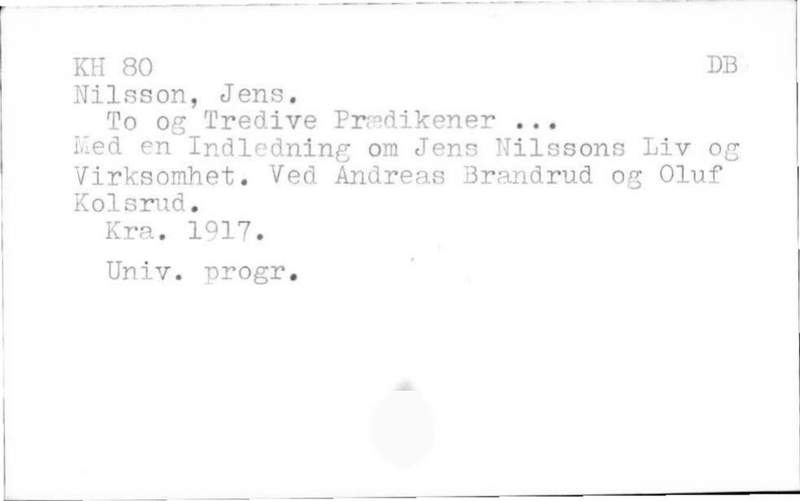 KH 80 DB
Nilsson, Jens.
To og Tredive Prædikener ...
Med en Indledning om Jens Nilssons Liv og
Virksomhet. Ved Andreas Brandrud og Oluf
Kolsrud.
Kra. 1917.
Univ. progr.